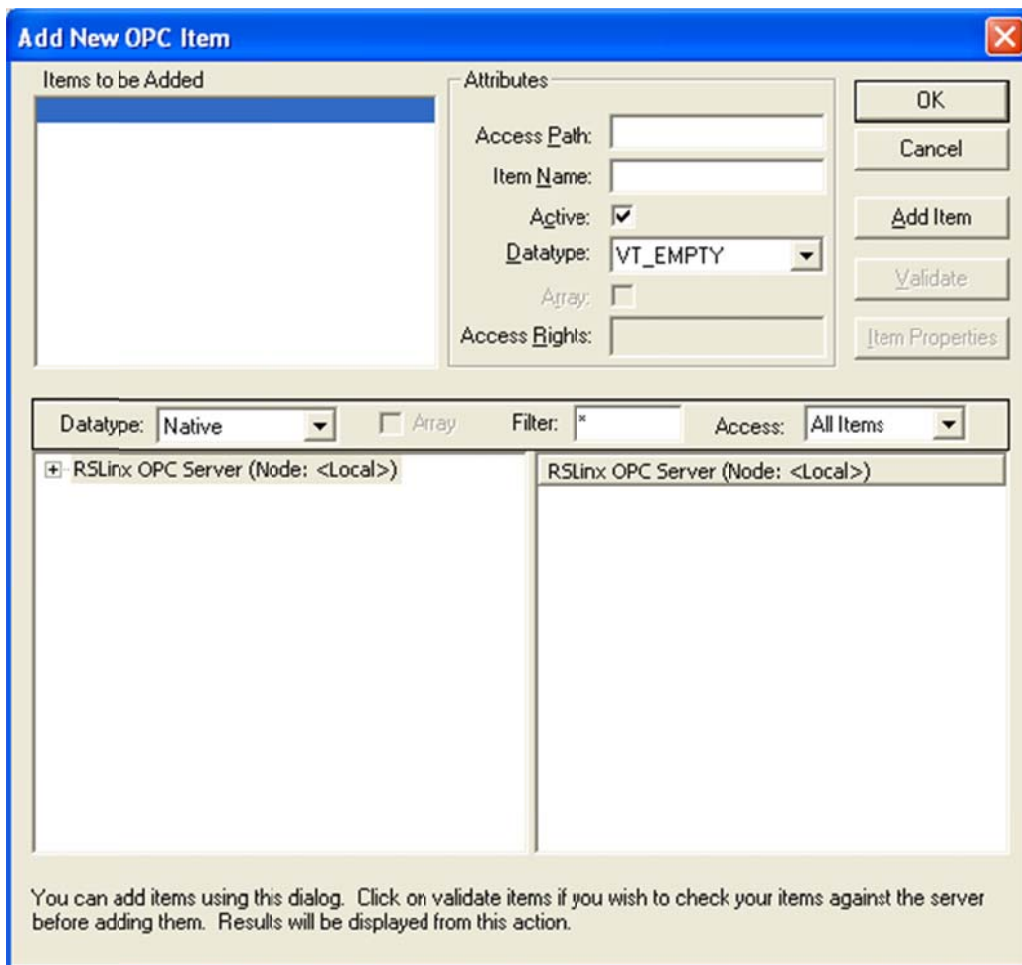 Add New OPC Item
Items to be Added
Attributes
Access Path:
Item Name:
Active:
Datatype: VT_EMPTY
Array:
Access Rights:
OK
Cancel
Add Item
Validate
Item Properties
Datatype: Native Array Filter: * Access: All Items
RSLinx OPC Server (Node: <Local>)
RSLinx OPC Server (Node: <Local>)
You can add items using this dialog. Click on validate items if you wish to check your items against the server
before adding them. Results will be displayed from this action.